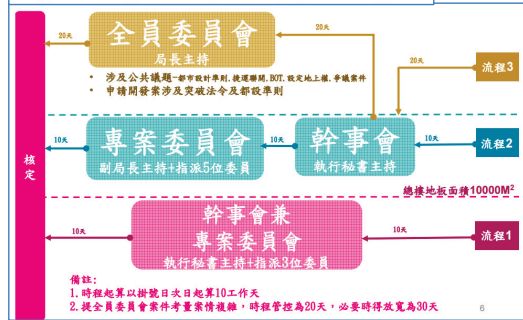 全員委員會
局長主持
20天
20天
20天
流程3
• 涉及公共議題-都市設計準則,捷運聯開,BOT,設定地上權,爭議案件
• 申請開發案涉及突破法令及都設準則
核定
專案委員會
副局長主持+指派5位委員
幹事會
執行秘書主持
10天
10天
10天
流程2
總樓地板面積10000M²
幹事會兼
專案委員會
執行秘書主持+指派3位委員
10天
10天
流程1
備註:
1.時程起算以掛號日次日起算10工作天
2.提全員委員會案件考量案情複雜，時程管控為20天，必要時得放寬為30天
6